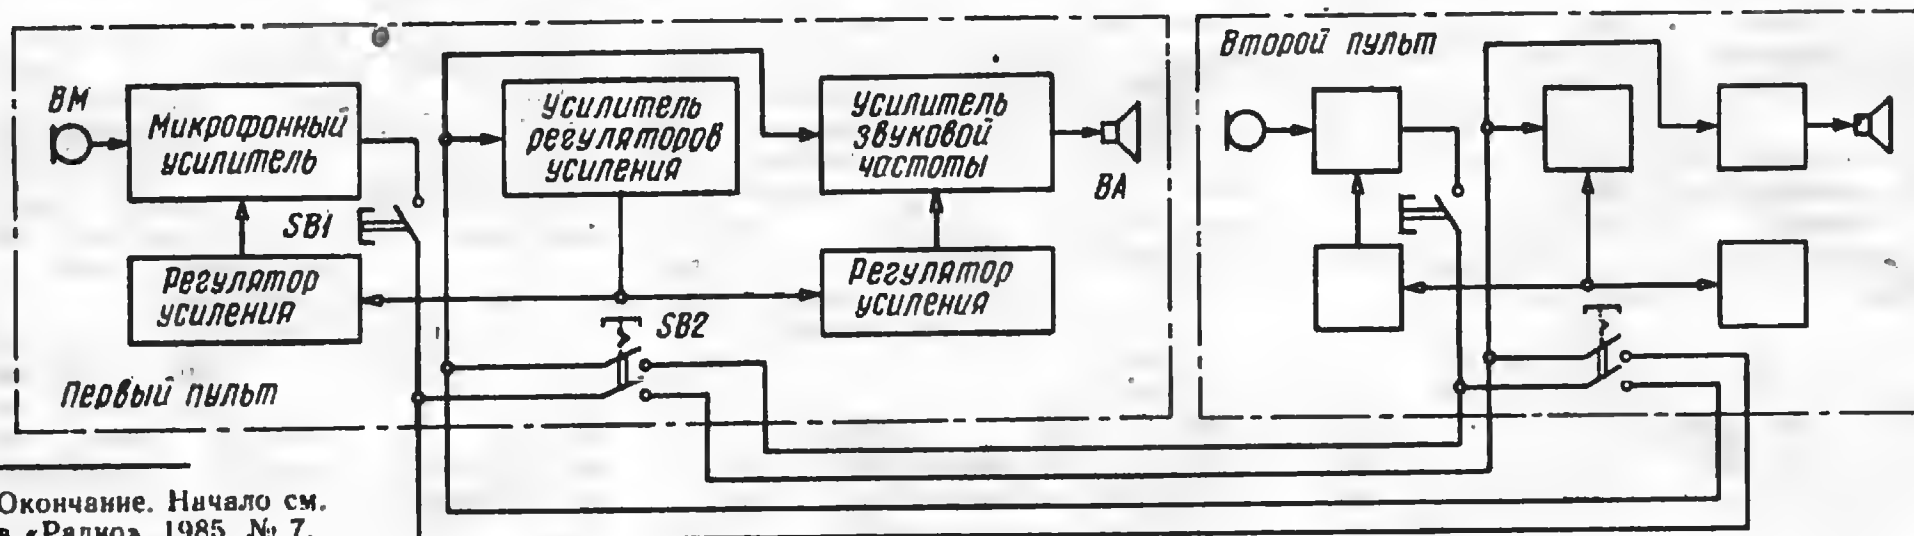 Второй пульт
ВМ
Микрофонный
усилитель
Усилитель
регуляторов
усиления
Усилитель
звуковой
частоты
ВА
SB1
Регулятор
усиления
Регулятор
усиления
SB2
Первый пульт
Окончание. Начало см.
в «Радио», 1985, № 7.